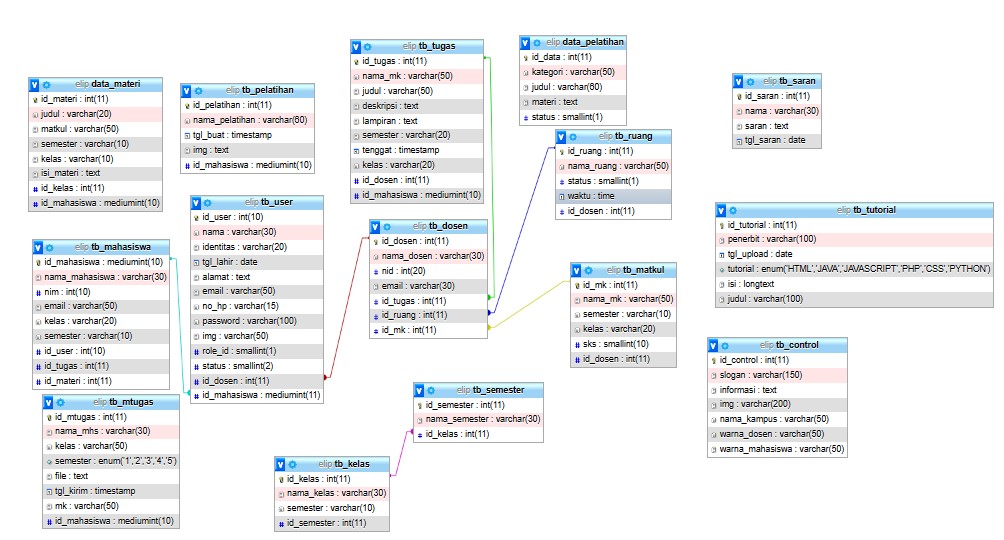 elip data_materi
id_materi : int(11)
judul : varchar(20)
matkul : varchar(50)
semester : varchar(10)
kelas : varchar(10)
isi_materi : text
id_kelas : int(11)
id_mahasiswa : mediumint(10)
elip tb_pelatihan
id_pelatihan : int(11)
nama_pelatihan : varchar(60)
tgl_buat : timestamp
img : text
id_mahasiswa : mediumint(10)
elip tb_tugas
id_tugas : int(11)
nama_mk : varchar(50)
judul : varchar(50)
deskripsi : text
lampiran : text
semester : varchar(20)
tenggat : timestamp
kelas : varchar(20)
id_dosen : int(11)
id_mahasiswa : mediumint(10)
elip data_pelatihan
id_data : int(11)
kategori : varchar(50)
judul : varchar(60)
materi : text
status : smallint(1)
elip tb_ruang
id_ruang : int(11)
nama_ruang : varchar(50)
status : smallint(1)
waktu : time
id_dosen : int(11)
elip tb_saran
id_saran : int(11)
nama : varchar(30)
saran : text
tgl_saran : date
elip tb_mahasiswa
id_mahasiswa : mediumint(10)
nama_mahasiswa : varchar(30)
nim : int(10)
email : varchar(50)
kelas : varchar(20)
semester : varchar(10)
id_user : int(10)
id_tugas : int(11)
id_materi : int(11)
elip tb_user
id_user : int(10)
nama : varchar(30)
identitas : varchar(20)
tgl_lahir : date
alamat : text
email : varchar(50)
no_hp : varchar(15)
password : varchar(100)
img : varchar(50)
role_id : smallint(1)
status : smallint(2)
id_dosen : int(11)
id_mahasiswa : mediumint(11)
elip tb_dosen
id_dosen : int(11)
nama_dosen : varchar(30)
nid : int(20)
email : varchar(30)
id_tugas : int(11)
id_ruang : int(11)
id_mk : int(11)
elip tb_matkul
id_mk : int(11)
nama_mk : varchar(50)
semester : varchar(10)
kelas : varchar(20)
sks : smallint(10)
id_dosen : int(11)
elip tb_tutorial
id_tutorial : int(11)
penerbit : varchar(100)
tgl_upload : date
tutorial : enum('HTML','JAVA','JAVASCRIPT','PHP','CSS','PYTHON')
isi : longtext
judul : varchar(100)
elip tb_mtugas
id_mtugas : int(11)
nama_mhs : varchar(30)
kelas : varchar(50)
semester : enum('1','2','3','4','5')
file : text
tgl_kirim : timestamp
mk : varchar(50)
id_mahasiswa : mediumint(10)
elip tb_kelas
id_kelas : int(11)
nama_kelas : varchar(30)
semester : varchar(10)
id_semester : int(11)
elip tb_semester
id_semester : int(11)
nama_semester : varchar(30)
id_kelas : int(11)
elip tb_control
id_control : int(11)
slogan : varchar(150)
informasi : text
img : varchar(200)
nama_kampus : varchar(50)
warna_dosen : varchar(50)
warna_mahasiswa : varchar(50)